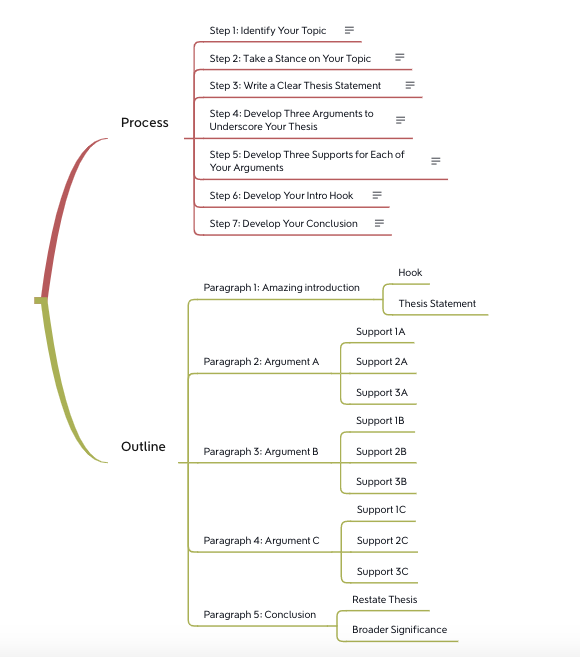 Process
Step 1: Identify Your Topic
Step 2: Take a Stance on Your Topic
Step 3: Write a Clear Thesis Statement
Step 4: Develop Three Arguments to
Underscore Your Thesis
Step 5: Develop Three Supports for Each of
Your Arguments
Step 6: Develop Your Intro Hook
Step 7: Develop Your Conclusion
Outline
Paragraph 1: Amazing introduction
Hook
Thesis Statement
Paragraph 2: Argument A
Support 1A
Support 2A
Support 3A
Paragraph 3: Argument B
Support 1B
Support 2B
Support 3B
Paragraph 4: Argument C
Support 1C
Support 2C
Support 3C
Paragraph 5: Conclusion
Restate Thesis
Broader Significance